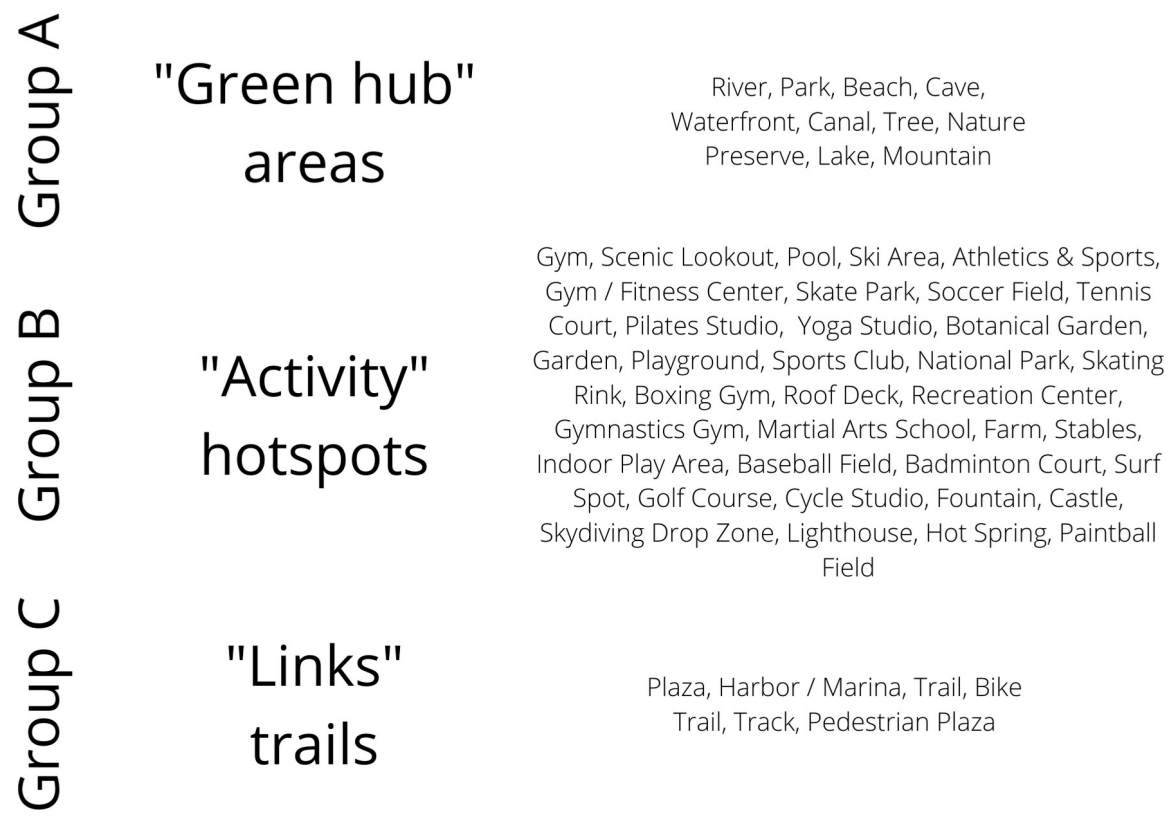 Group A
"Green hub"
areas
River, Park, Beach, Cave,
Waterfront, Canal, Tree, Nature
Preserve, Lake, Mountain
Group B
"Activity"
hotspots
Gym, Scenic Lookout, Pool, Ski Area, Athletics & Sports,
Gym / Fitness Center, Skate Park, Soccer Field, Tennis
Court, Pilates Studio,  Yoga Studio, Botanical Garden,
Garden, Playground, Sports Club, National Park, Skating
Rink, Boxing Gym, Roof Deck, Recreation Center,
Gymnastics Gym, Martial Arts School, Farm, Stables,
Indoor Play Area, Baseball Field, Badminton Court, Surf
Spot, Golf Course, Cycle Studio, Fountain, Castle,
Skydiving Drop Zone, Lighthouse, Hot Spring, Paintball
Field
Group C
"Links"
trails
Plaza, Harbor / Marina, Trail, Bike
Trail, Track, Pedestrian Plaza